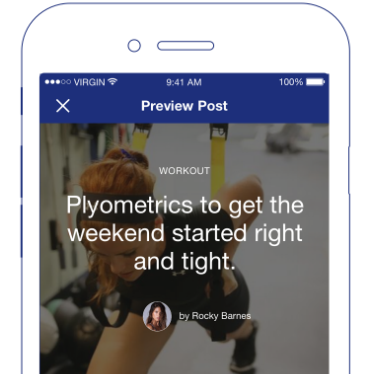 VIRGIN 9:41 AM 100%
Preview Post
WORKOUT
Plyometrics to get the
weekend started right
and tight.
by Rocky Barnes